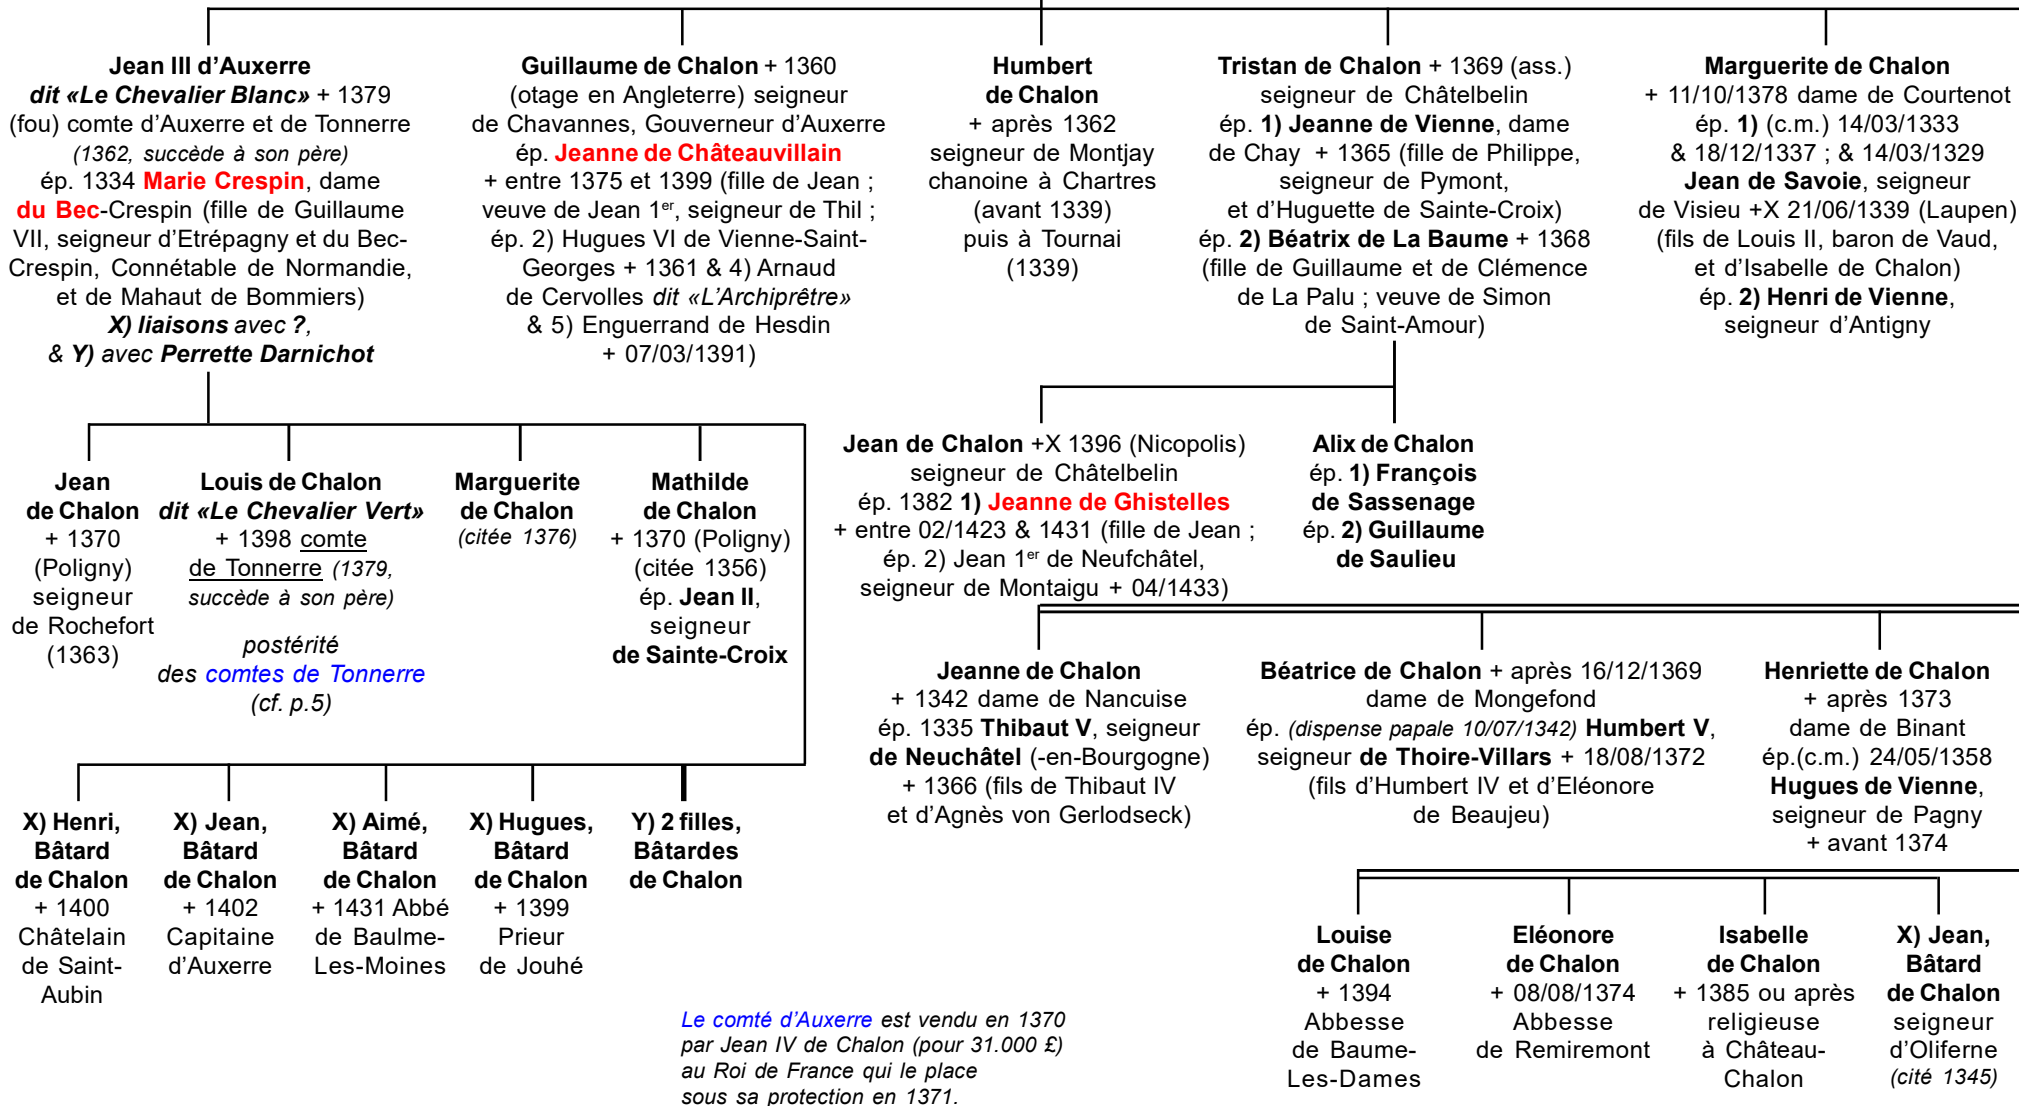 Jean III d'Auxerre
dit «Le Chevalier Blanc» + 1379
(fou) comte d'Auxerre et de Tonnerre
(1362, succède à son père)
ép. 1334 Marie Crespin, dame
du Bec-Crespin (fille de Guillaume
VII, seigneur d'Etrépagny et du Bec-
Crespin, Connétable de Normandie,
et de Mahaut de Bommiers)
X) liaisons avec ?,
& Y) avec Perrette Darnichot
Guillaume de Chalon + 1360
(otage en Angleterre) seigneur
de Chavannes, Gouverneur d'Auxerre
ép. Jeanne de Châteauvillain
+ entre 1375 et 1399 (fille de Jean ;
veuve de Jean 1er, seigneur de Thil ;
ép. 2) Hugues VI de Vienne-Saint-
Georges + 1361 & 4) Arnaud
de Cervolles dit «L'Archiprêtre»
& 5) Enguerrand de Hesdin
+ 07/03/1391)
Humbert
de Chalon
+ après 1362
seigneur de Montjay
chanoine à Chartres
(avant 1339)
puis à Tournai
(1339)
Tristan de Chalon + 1369 (ass.)
seigneur de Châtelbelin
ép. 1) Jeanne de Vienne, dame
de Chay + 1365 (fille de Philippe,
seigneur de Pymont,
et d'Huguette de Sainte-Croix)
ép. 2) Béatrix de La Baume + 1368
(fille de Guillaume et de Clémence
de La Palu ; veuve de Simon
de Saint-Amour)
Marguerite de Chalon
+ 11/10/1378 dame de Courtenot
ép. 1) (c.m.) 14/03/1333
& 18/12/1337 ; & 14/03/1329
Jean de Savoie, seigneur
de Visieu +X 21/06/1339 (Laupen)
(fils de Louis II, baron de Vaud,
et d'Isabelle de Chalon)
ép. 2) Henri de Vienne,
seigneur d'Antigny
Jean
de Chalon
+ 1370
(Poligny)
seigneur
de Rochefort
(1363)
Louis de Chalon
dit «Le Chevalier Vert»
+ 1398 comte
de Tonnerre (1379,
succède à son père)
postérité
des comtes de Tonnerre
(cf. p.5)
Marguerite
de Chalon
(citée 1376)
Mathilde
de Chalon
+ 1370 (Poligny)
(citée 1356)
ép. Jean II,
seigneur
de Sainte-Croix
Jean de Chalon +X 1396 (Nicopolis)
seigneur de Châtelbelin
ép. 1382 1) Jeanne de Ghistelles
+ entre 02/1423 & 1431 (fille de Jean ;
ép. 2) Jean 1er de Neufchâtel,
seigneur de Montaigu + 04/1433)
Alix de Chalon
ép. 1) François
de Sassenage
ép. 2) Guillaume
de Saulieu
Jeanne de Chalon
+ 1342 dame de Nancuise
ép. 1335 Thibaut V, seigneur
de Neuchâtel (-en-Bourgogne)
+ 1366 (fils de Thibaut IV
et d'Agnès von Gerlodseck)
Béatrice de Chalon + après 16/12/1369
dame de Mongefond
ép. (dispense papale 10/07/1342) Humbert V,
seigneur de Thoire-Villars + 18/08/1372
(fils d'Humbert IV et d'Eléonore
de Beaujeu)
Henriette de Chalon
+ après 1373
dame de Binant
ép.(c.m.) 24/05/1358
Hugues de Vienne,
seigneur de Pagny
+ avant 1374
X) Henri,
Bâtard
de Chalon
+ 1400
Châtelain
de Saint-
Aubin
X) Jean,
Bâtard
de Chalon
+ 1402
Capitaine
d'Auxerre
X) Aimé,
Bâtard
de Chalon
+ 1431 Abbé
de Baulme-
Les-Moines
X) Hugues,
Bâtard
de Chalon
+ 1399
Prieur
de Jouhé
Y) 2 filles,
Bâtardes
de Chalon
Louise
de Chalon
+ 1394
Abbesse
de Baume-
Les-Dames
Eléonore
de Chalon
+ 08/08/1374
Abbesse
de Remiremont
Isabelle
de Chalon
+ 1385 ou après
religieuse
à Château-
Chalon
X) Jean,
Bâtard
de Chalon
seigneur
d'Oliferne
(cité 1345)
Le comté d'Auxerre est vendu en 1370
par Jean IV de Chalon (pour 31.000 £)
au Roi de France qui le place
sous sa protection en 1371.